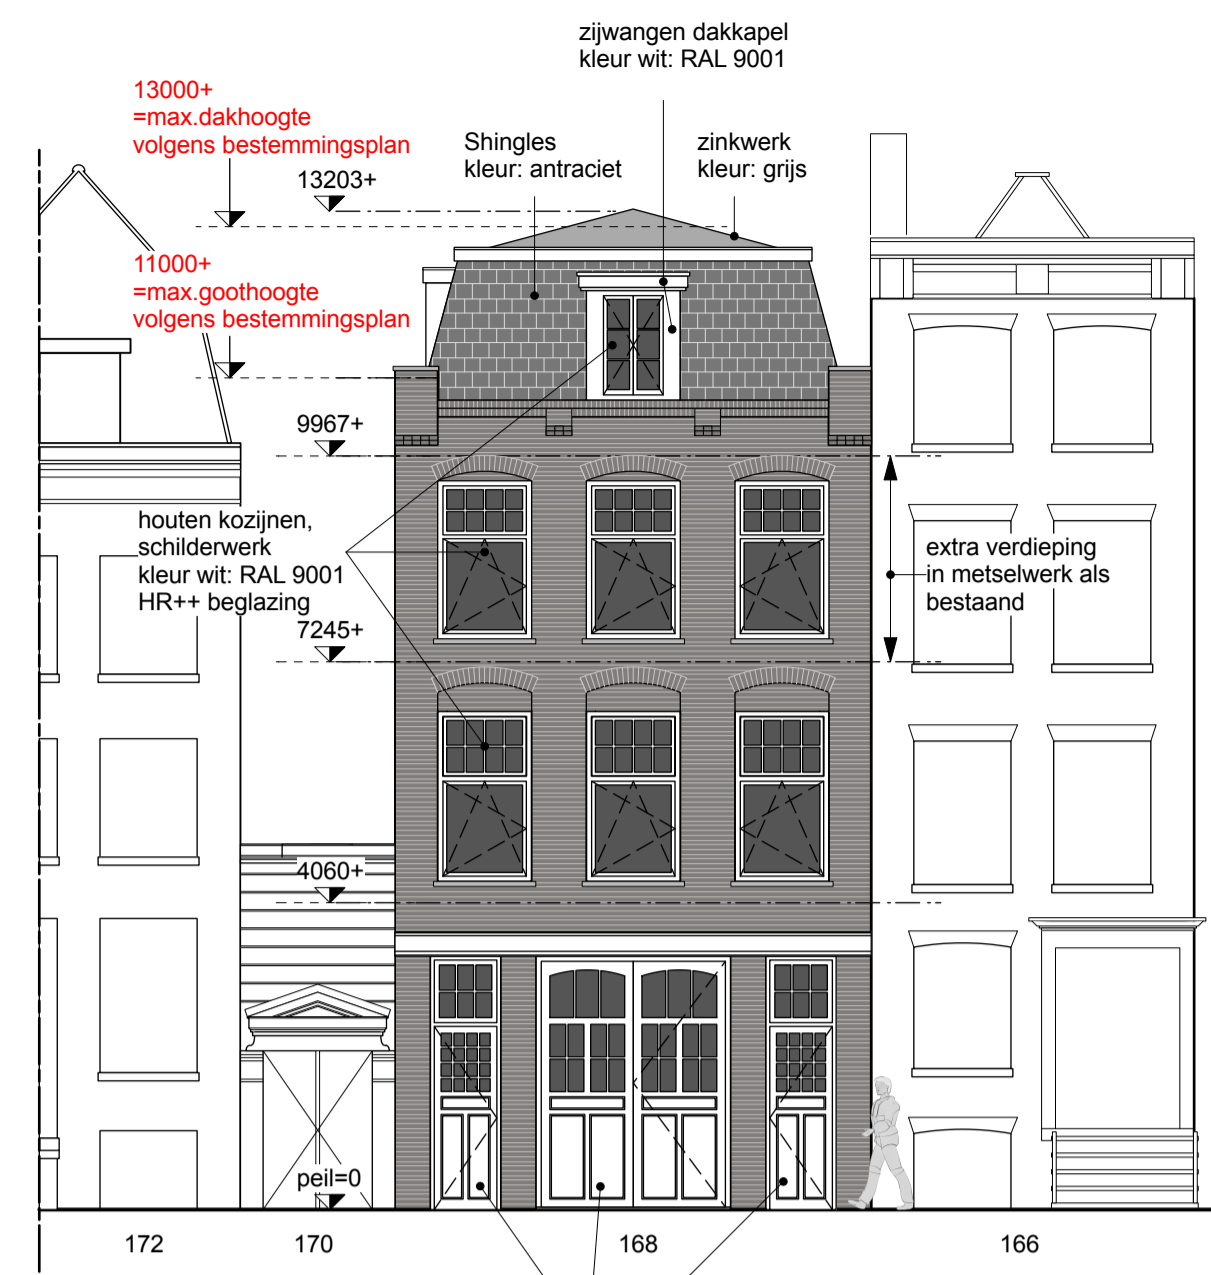 zijwangen dakkapel
kleur wit: RAL 9001
13000+
=max.dakhoogte
volgens bestemmingsplan
Shingles
kleur: antraciet
zinkwerk
kleur: grijs
13203+
11000+
=max.goothoogte
volgens bestemmingsplan
9967+
houten kozijnen,
schilderwerk
kleur wit: RAL 9001
HR++ beglazing
extra verdieping
in metselwerk als
bestaand
7245+
4060+
peil=0
172
170
168
166